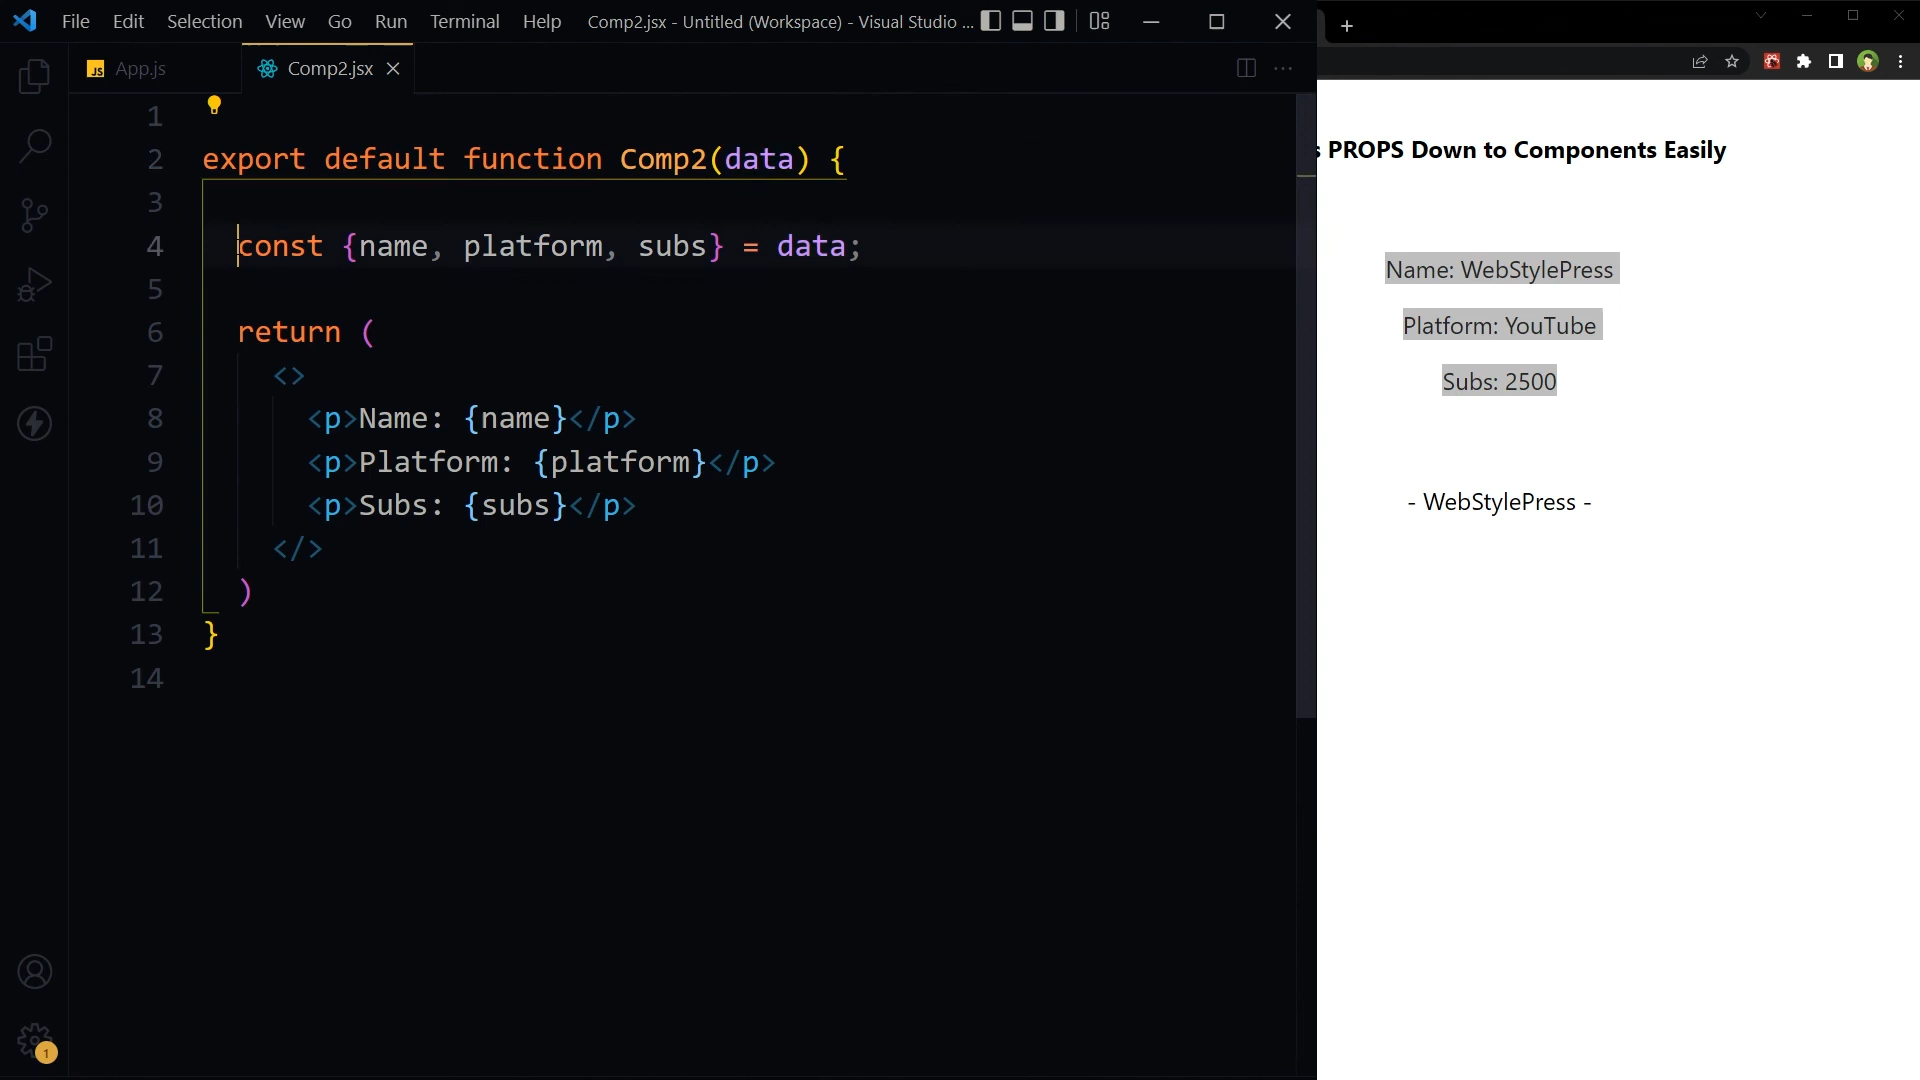 File Edit Selection View Go Run Terminal Help Comp2.jsx - Untitled (Workspace) - Visual Studio ...
JS App.js Comp2.jsx
1
2 export default function Comp2(data) {
3
4 const {name, platform, subs} = data;
5
6 return (
7 <>
8 <p>Name: {name}</p>
9 <p>Platform: {platform}</p>
10 <p>Subs: {subs}</p>
11 </>
12 )
13 }
14
1
s PROPS Down to Components Easily
Name: WebStylePress
Platform: YouTube
Subs: 2500
- WebStylePress -